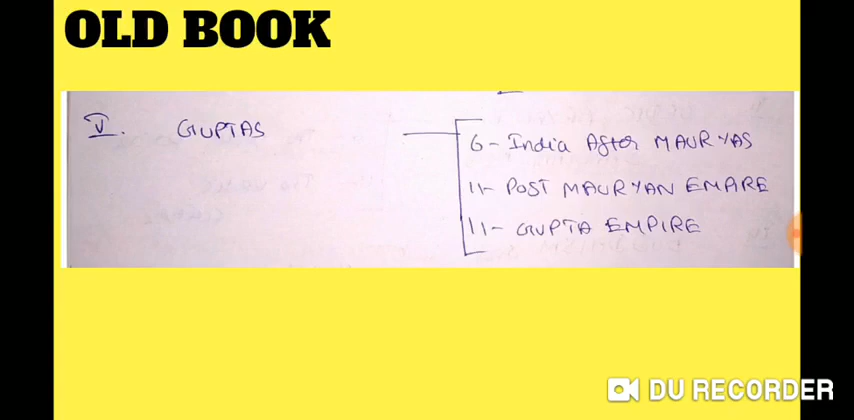 OLD BOOK
V. GUPTAS
6 - India After MAURYAS
11 - POST MAURYAN EMPIRE
11 - GUPTA EMPIRE
DU RECORDER